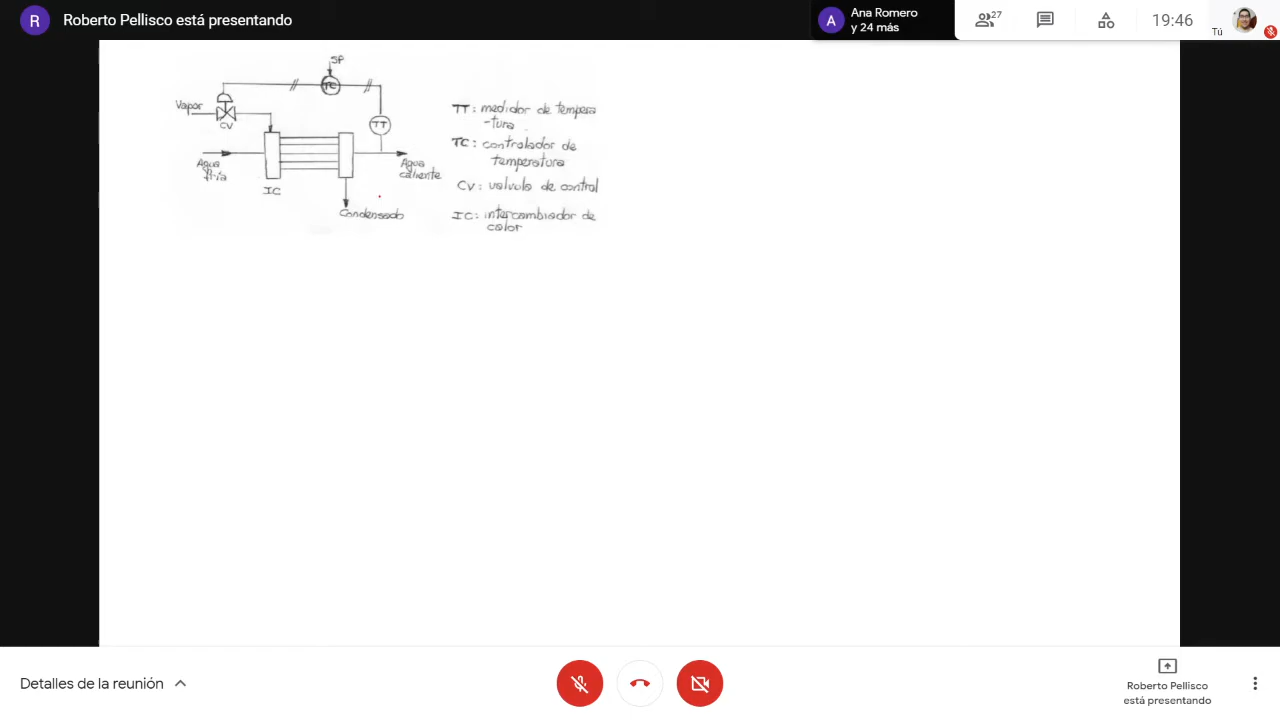 R Roberto Pellisco está presentando
A Ana Romero
y 24 más
27
19:46
Tú
SP
TC
Vapor
CV
TT
Agua
fría
IC
Agua
caliente
Condensado
TT: medidor de tempera
-tura
TC: controlador de
temperatura
CV: valvula de control
IC: intercambiador de
calor
Detalles de la reunión
Roberto Pellisco
está presentando